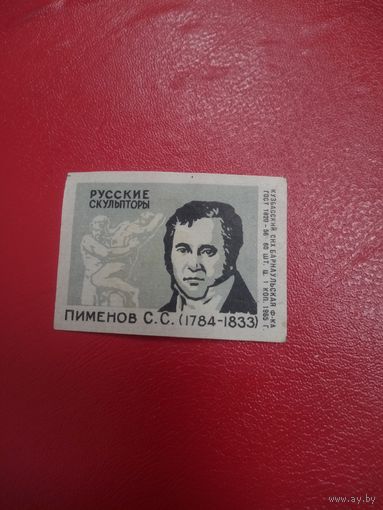 РУССКИЕ
СКУЛЬПТОРЫ
ПИМЕНОВ С.С. (1784-1833)
КУЗБАССКИЙ СНХ. БАРНАУЛЬСКАЯ Ф-КА
ГОСТ 1820-56. 60 ШТ. Ц. 1 КОП. 1965 Г.
www.ay.by